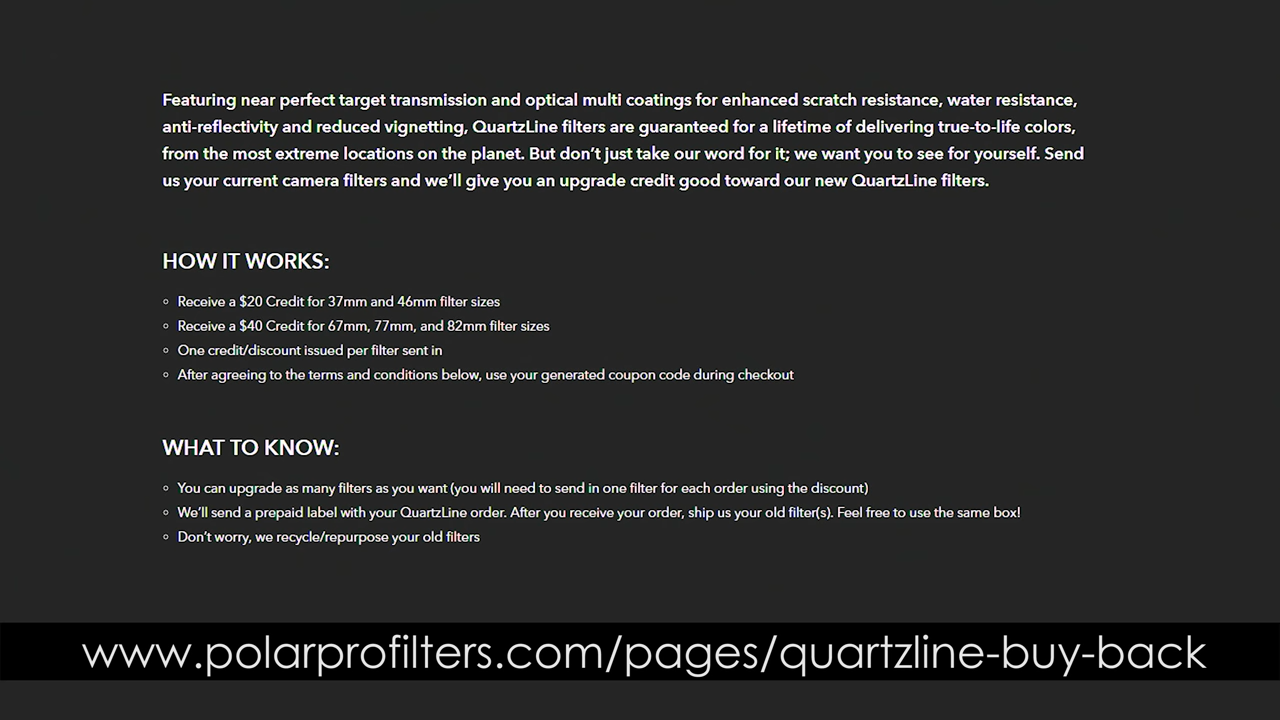 Featuring near perfect target transmission and optical multi coatings for enhanced scratch resistance, water resistance,
anti-reflectivity and reduced vignetting, QuartzLine filters are guaranteed for a lifetime of delivering true-to-life colors,
from the most extreme locations on the planet. But don’t just take our word for it; we want you to see for yourself. Send
us your current camera filters and we’ll give you an upgrade credit good toward our new QuartzLine filters.
HOW IT WORKS:
Receive a $20 Credit for 37mm and 46mm filter sizes
Receive a $40 Credit for 67mm, 77mm, and 82mm filter sizes
One credit/discount issued per filter sent in
After agreeing to the terms and conditions below, use your generated coupon code during checkout
WHAT TO KNOW:
You can upgrade as many filters as you want (you will need to send in one filter for each order using the discount)
We’ll send a prepaid label with your QuartzLine order. After you receive your order, ship us your old filter(s). Feel free to use the same box!
Don’t worry, we recycle/repurpose your old filters
www.polarprofilters.com/pages/quartzline-buy-back